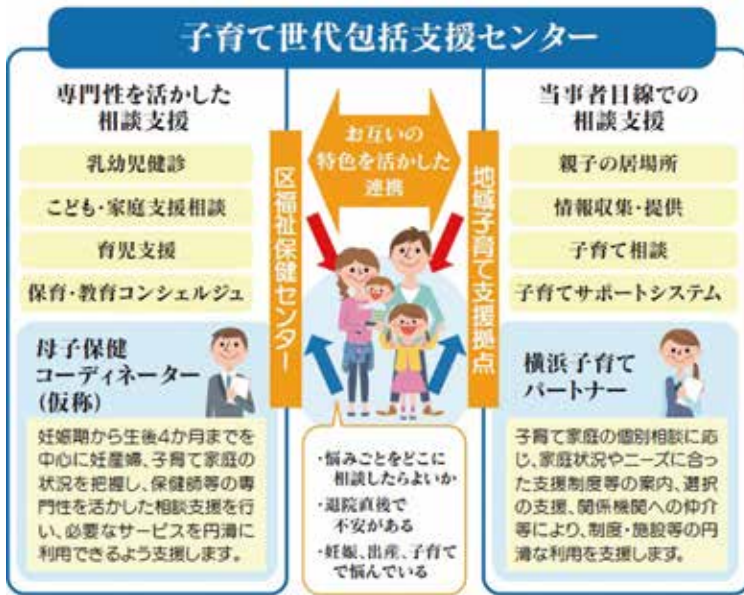 子育て世代包括支援センター
専門性を活かした
相談支援
乳幼児健診
こども・家庭支援相談
育児支援
保育・教育コンシェルジュ
母子保健
コーディネーター
(仮称)
妊娠期から生後4か月までを
中心に妊産婦、子育て家庭の
状況を把握し、保健師等の専
門性を活かした相談支援を行
い、必要なサービスを円滑に
利用できるよう支援します。
区福祉保健センター
お互いの
特色を活かした
連携
地域子育て支援拠点
・悩みごとをどこに
相談したらよいか
・退院直後で
不安がある
・妊娠、出産、子育て
で悩んでいる
当事者目線での
相談支援
親子の居場所
情報収集・提供
子育て相談
子育てサポートシステム
横浜子育て
パートナー
子育て家庭の個別相談に応
じ、家庭状況やニーズに合っ
た支援制度等の案内、選択
の支援、関係機関への仲介
等により、制度・施設等の円
滑な利用を支援します。